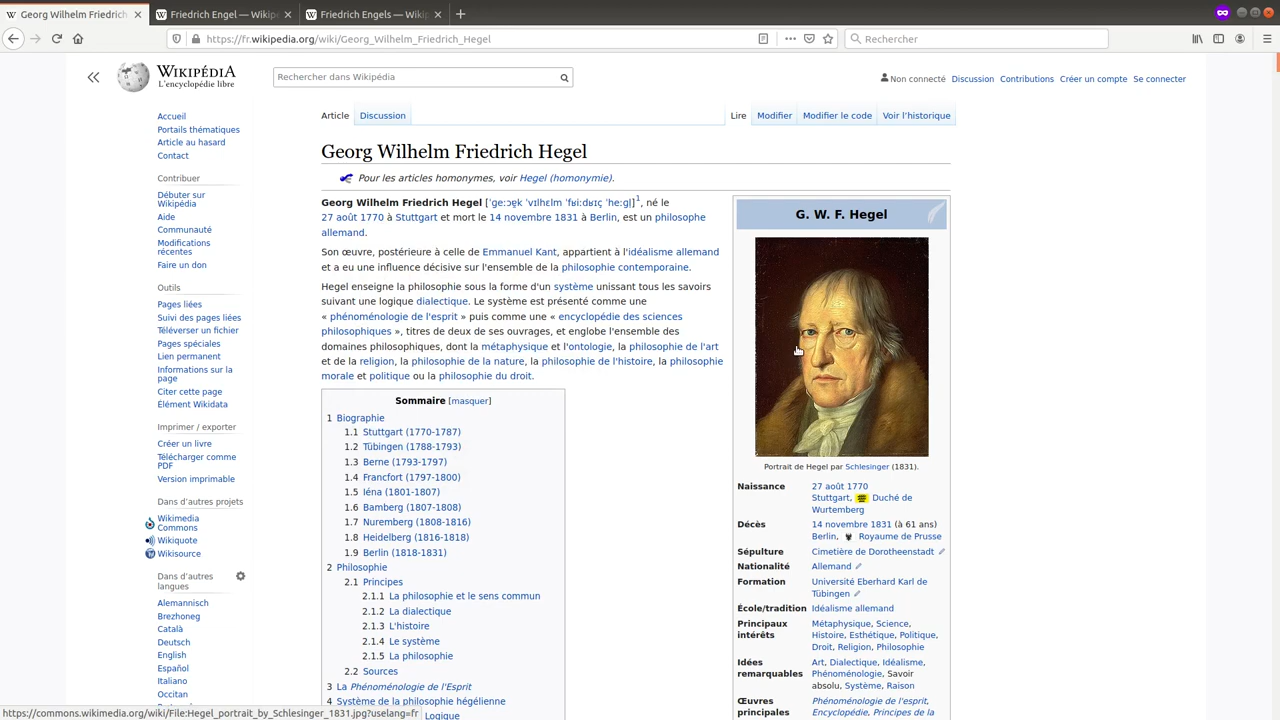 Georg Wilhelm Friedrich Hegel
Friedrich Engel — Wikipe
Friedrich Engels — Wikip
https://fr.wikipedia.org/wiki/Georg_Wilhelm_Friedrich_Hegel
Rechercher
WIKIPÉDIA
L'encyclopédie libre
Rechercher dans Wikipédia
Non connecté Discussion Contributions Créer un compte Se connecter
Accueil
Portails thématiques
Article au hasard
Contact
Contribuer
Débuter sur
Wikipédia
Aide
Communauté
Modifications
récentes
Faire un don
Outils
Pages liées
Suivi des pages liées
Téléverser un fichier
Pages spéciales
Lien permanent
Informations sur la
page
Citer cette page
Élément Wikidata
Imprimer / exporter
Créer un livre
Télécharger comme
PDF
Version imprimable
Dans d'autres projets
Wikimedia
Commons
Wikiquote
Wikisource
Dans d'autres
langues
Alemannisch
Brezhoneg
Català
Deutsch
English
Español
Italiano
Occitan
Article Discussion Lire Modifier Modifier le code Voir l'historique
Georg Wilhelm Friedrich Hegel
Pour les articles homonymes, voir Hegel (homonymie).
Georg Wilhelm Friedrich Hegel [ˈɡeːɔʁk ˈvɪlhɛlm ˈfʁiːdʁɪç ˈheːɡl̩]1, né le
27 août 1770 à Stuttgart et mort le 14 novembre 1831 à Berlin, est un philosophe
allemand.
Son œuvre, postérieure à celle de Emmanuel Kant, appartient à l'idéalisme allemand
et a eu une influence décisive sur l'ensemble de la philosophie contemporaine.
Hegel enseigne la philosophie sous la forme d'un système unissant tous les savoirs
suivant une logique dialectique. Le système est présenté comme une
« phénoménologie de l'esprit » puis comme une « encyclopédie des sciences
philosophiques », titres de deux de ses ouvrages, et englobe l'ensemble des
domaines philosophiques, dont la métaphysique et l'ontologie, la philosophie de l'art
et de la religion, la philosophie de la nature, la philosophie de l'histoire, la philosophie
morale et politique ou la philosophie du droit.
Sommaire [masquer]
1 Biographie
1.1 Stuttgart (1770-1787)
1.2 Tübingen (1788-1793)
1.3 Berne (1793-1797)
1.4 Francfort (1797-1800)
1.5 Iéna (1801-1807)
1.6 Bamberg (1807-1808)
1.7 Nuremberg (1808-1816)
1.8 Heidelberg (1816-1818)
1.9 Berlin (1818-1831)
2 Philosophie
2.1 Principes
2.1.1 La philosophie et le sens commun
2.1.2 La dialectique
2.1.3 L'histoire
2.1.4 Le système
2.1.5 La philosophie
2.2 Sources
3 La Phénoménologie de l'Esprit
4 Système de la philosophie hégélienne
Logique
G. W. F. Hegel
Portrait de Hegel par Schlesinger (1831).
Naissance 27 août 1770
Stuttgart, Duché de
Wurtemberg
Décès 14 novembre 1831 (à 61 ans)
Berlin, Royaume de Prusse
Sépulture Cimetière de Dorotheenstadt
Nationalité Allemand
Formation Université Eberhard Karl de
Tübingen
École/tradition Idéalisme allemand
Principaux intérêts Métaphysique, Science,
Histoire, Esthétique, Politique,
Droit, Religion, Philosophie
Idées remarquables Art, Dialectique, Idéalisme,
Phénoménologie, Savoir
absolu, Système, Raison
Œuvres principales Phénoménologie de l'esprit,
Encyclopédie, Principes de la
https://commons.wikimedia.org/wiki/File:Hegel_portrait_by_Schlesinger_1831.jpg?uselang=fr